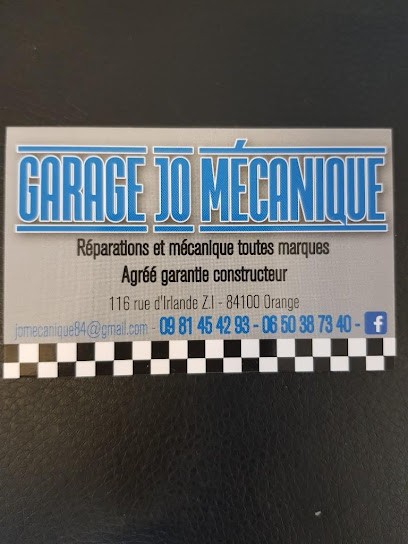 GARAGE JO MÉCANIQUE
Réparations et mécanique toutes marques
Agréé garantie constructeur
116 rue d'Irlande Z.I - 84100 Orange
jomecanique84@gmail.com - 09 81 45 42 93 - 06 50 38 73 40 - f